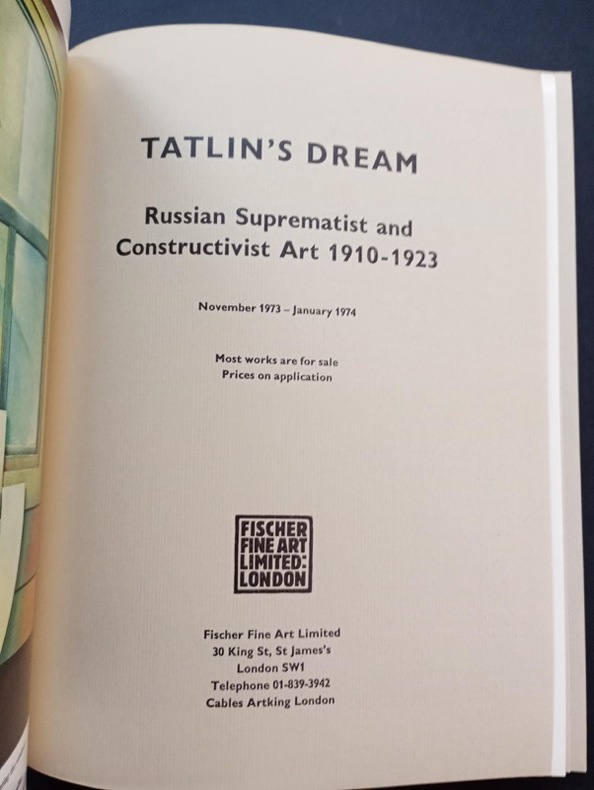 TATLIN'S DREAM
Russian Suprematist and
Constructivist Art 1910-1923
November 1973 – January 1974
Most works are for sale
Prices on application
FISCHER
FINE ART
LIMITED:
LONDON
Fischer Fine Art Limited
30 King St, St James's
London SW1
Telephone 01-839-3942
Cables Artking London